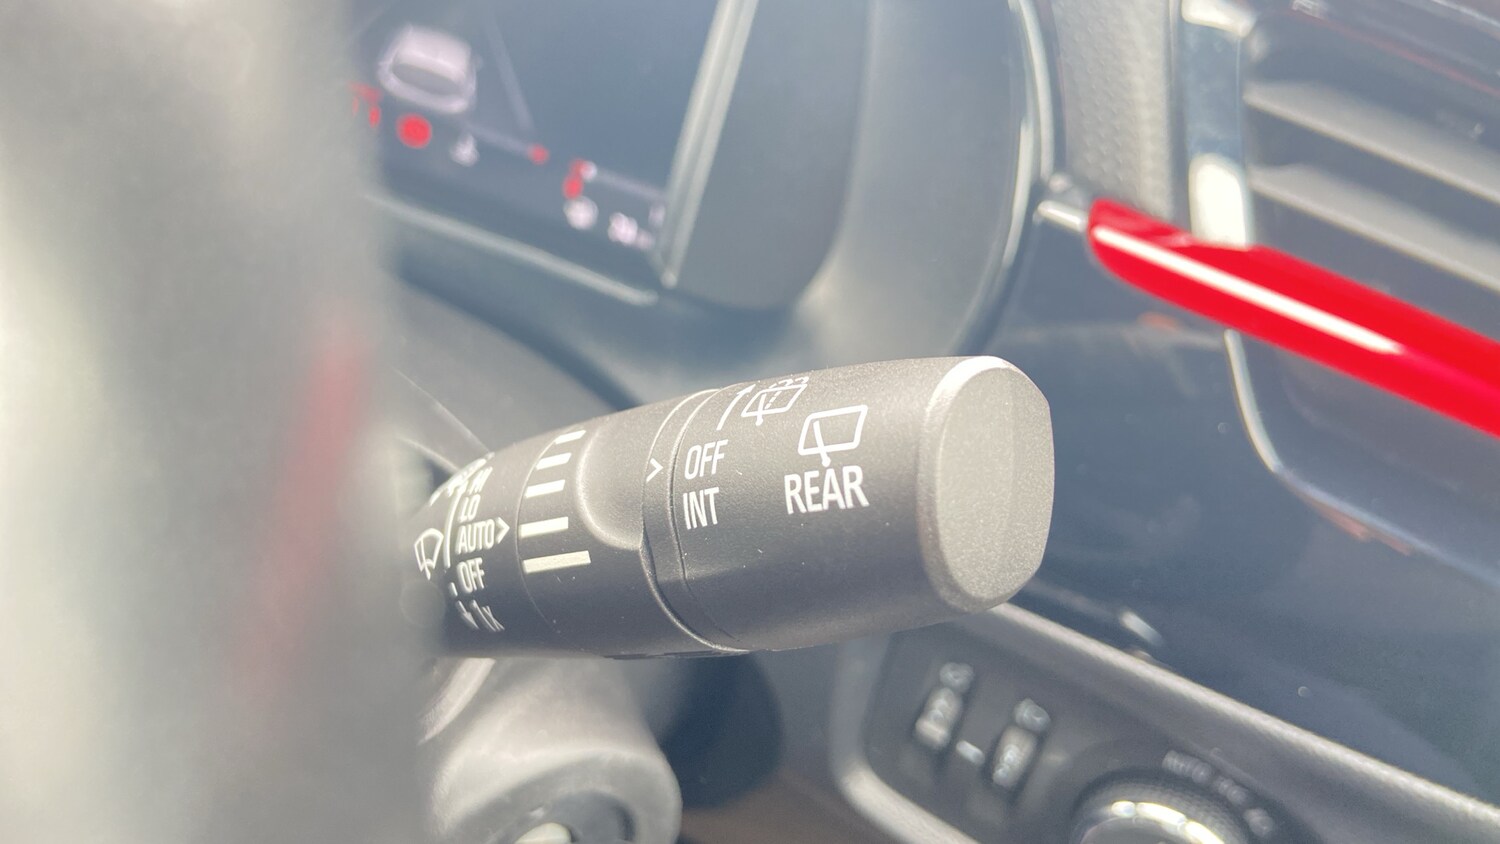 HI
LO
AUTO
OFF
1x
OFF
INT
REAR